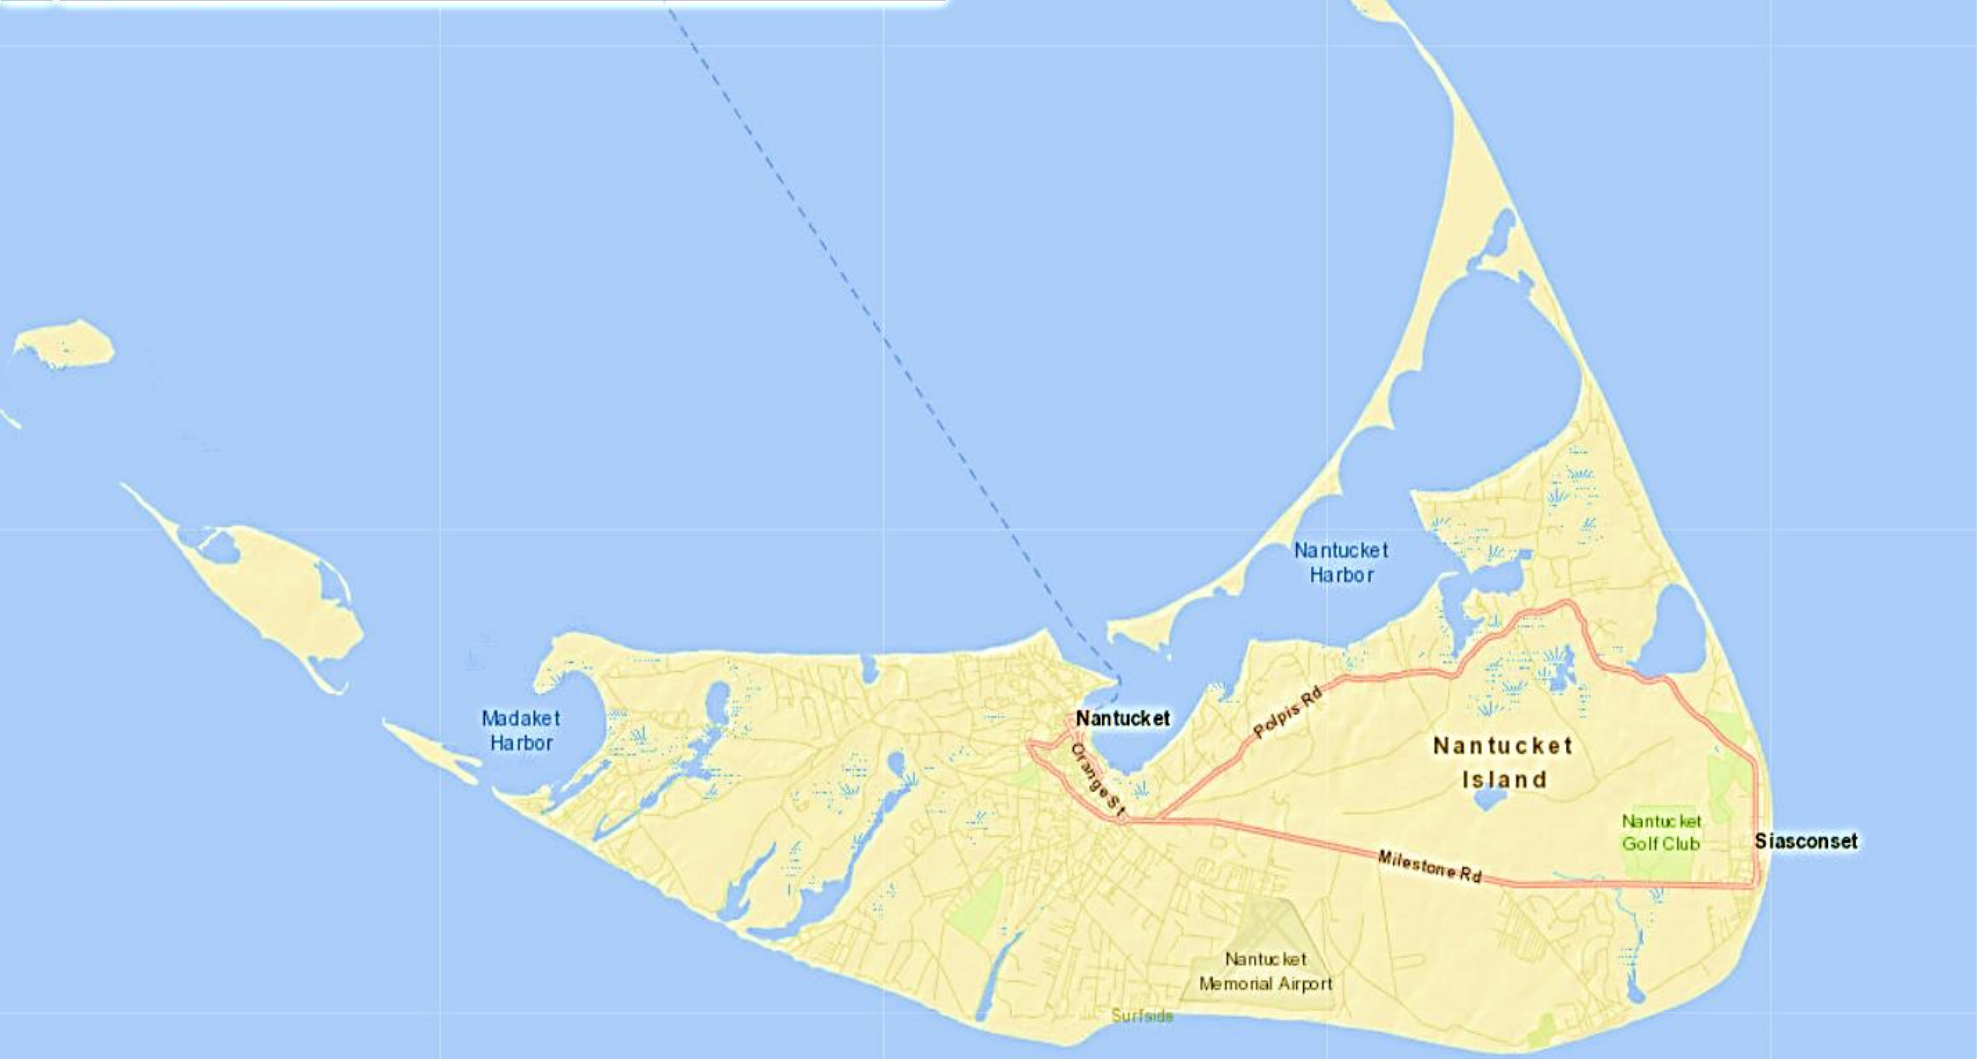 Nantucket
Harbor
Madaket
Harbor
Nantucket
Polpis Rd
Orange St
Nantucket
Island
Nantucket
Golf Club
Siasconset
Milestone Rd
Nantucket
Memorial Airport
Surfside